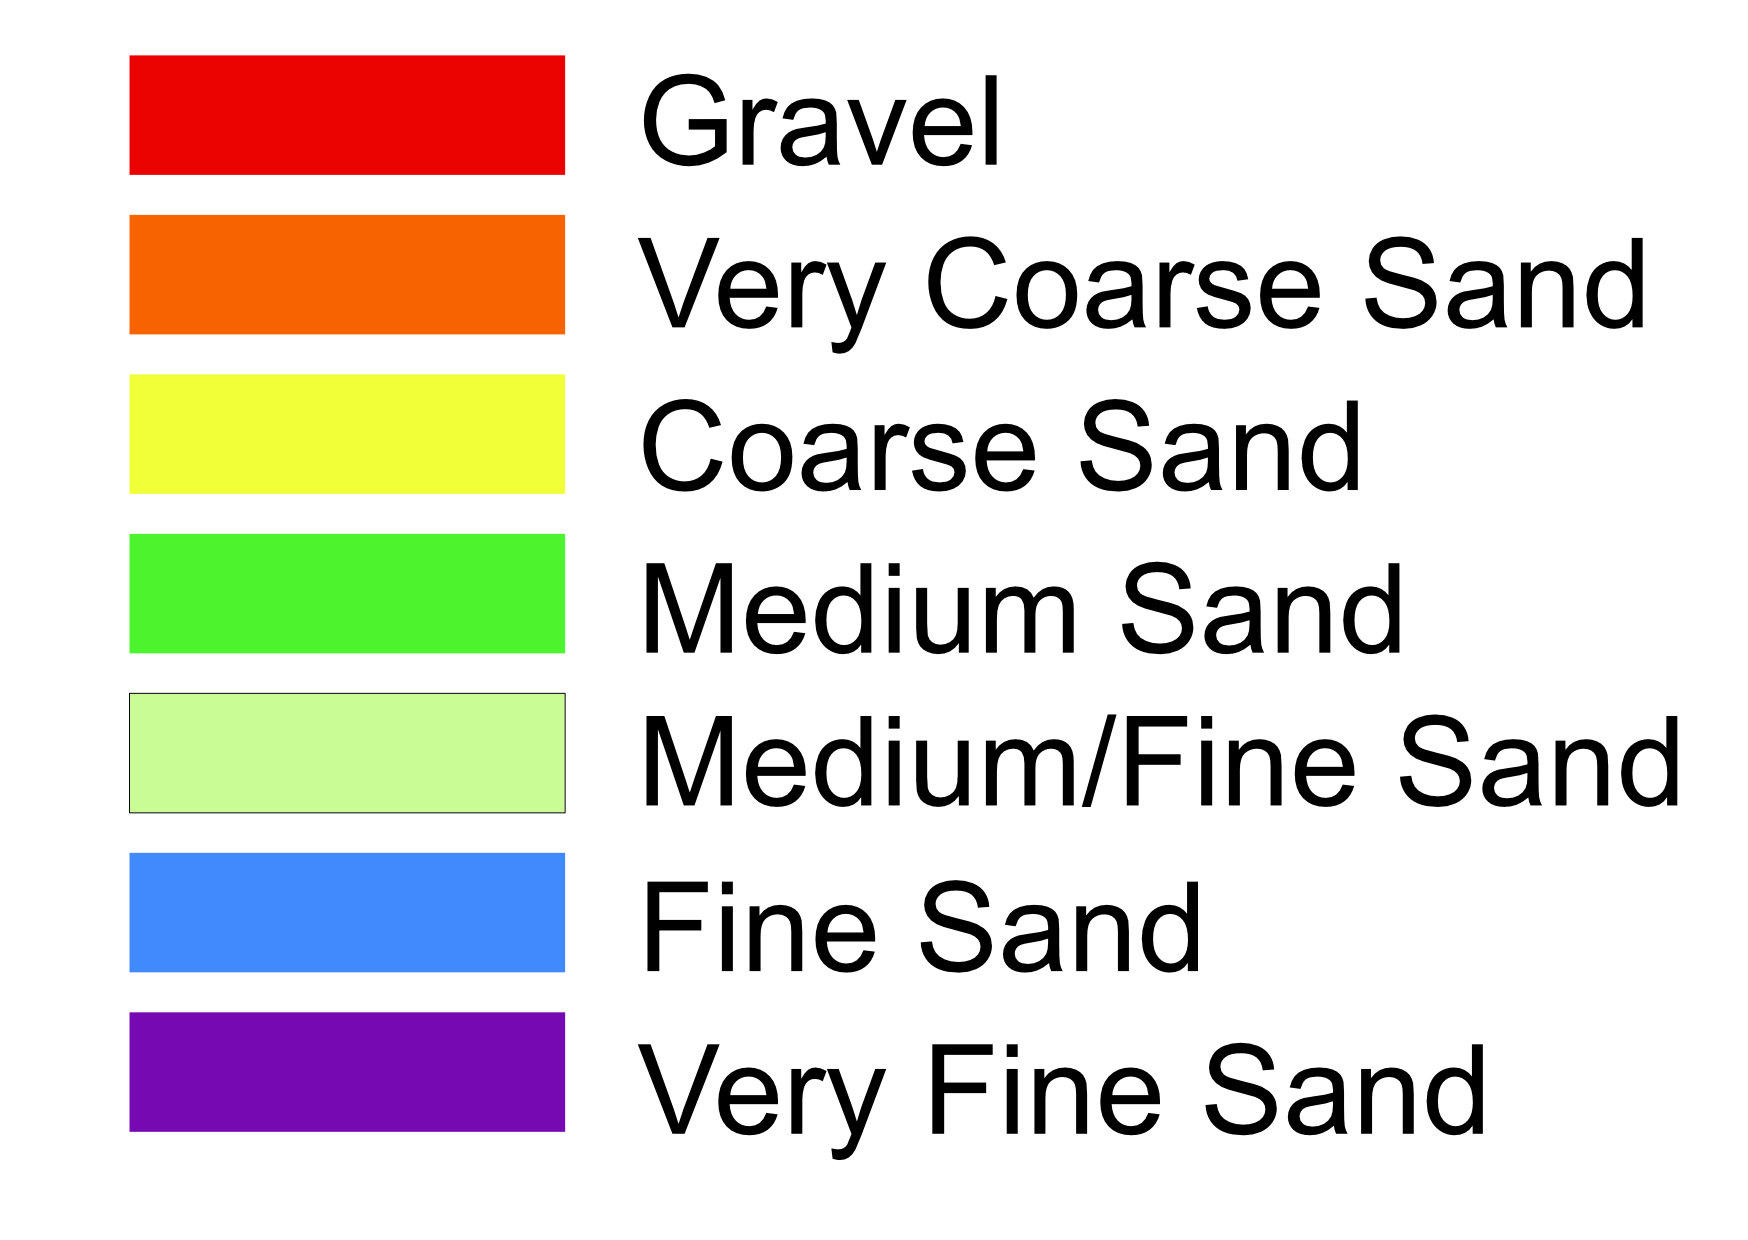 Gravel
Very Coarse Sand
Coarse Sand
Medium Sand
Medium/Fine Sand
Fine Sand
Very Fine Sand